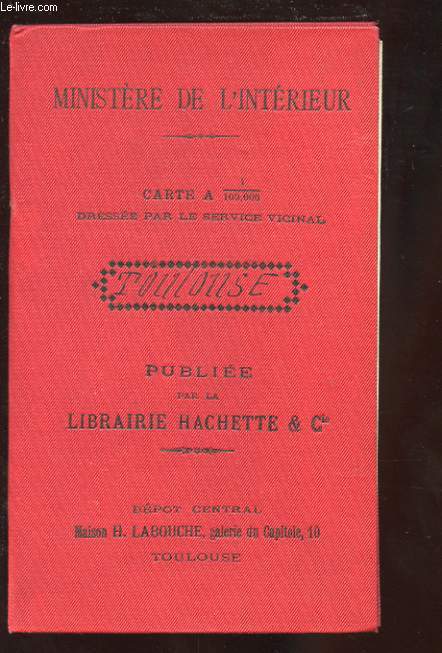 Le-livre.com
MINISTÈRE DE L'INTÉRIEUR
CARTE A 1/100,000
DRESSÉE PAR LE SERVICE VICINAL
TOULOUSE
PUBLIÉE
PAR LA
LIBRAIRIE HACHETTE & Cie
DÉPOT CENTRAL
Maison H. LABOUCHE, galerie du Capitole, 10
TOULOUSE